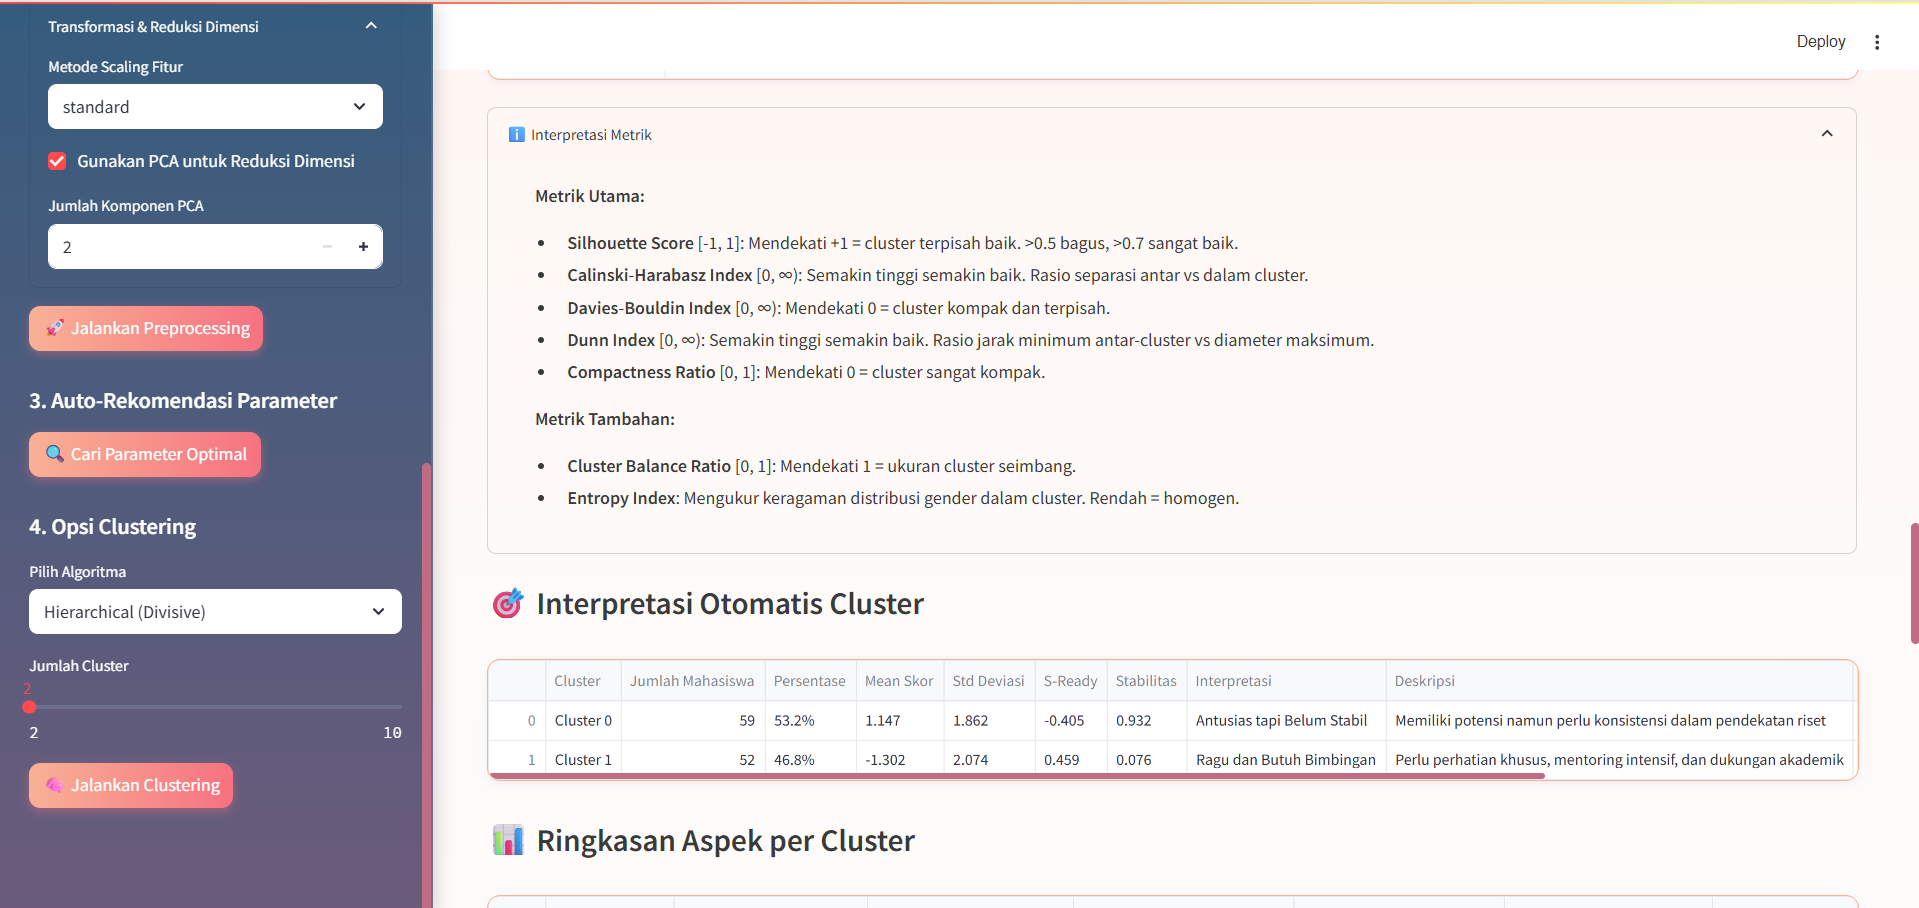 Transformasi & Reduksi Dimensi
Metode Scaling Fitur
standard
Gunakan PCA untuk Reduksi Dimensi
Jumlah Komponen PCA
2
Jalankan Preprocessing
3. Auto-Rekomendasi Parameter
Cari Parameter Optimal
4. Opsi Clustering
Pilih Algoritma
Hierarchical (Divisive)
Jumlah Cluster
2
2 10
Jalankan Clustering
Deploy
Interpretasi Metrik
Metrik Utama:
• Silhouette Score [-1, 1]: Mendekati +1 = cluster terpisah baik. >0.5 bagus, >0.7 sangat baik.
• Calinski-Harabasz Index [0, ∞): Semakin tinggi semakin baik. Rasio separasi antar vs dalam cluster.
• Davies-Bouldin Index [0, ∞): Mendekati 0 = cluster kompak dan terpisah.
• Dunn Index [0, ∞): Semakin tinggi semakin baik. Rasio jarak minimum antar-cluster vs diameter maksimum.
• Compactness Ratio [0, 1]: Mendekati 0 = cluster sangat kompak.
Metrik Tambahan:
• Cluster Balance Ratio [0, 1]: Mendekati 1 = ukuran cluster seimbang.
• Entropy Index: Mengukur keragaman distribusi gender dalam cluster. Rendah = homogen.
Interpretasi Otomatis Cluster
Cluster Jumlah Mahasiswa Persentase Mean Skor Std Deviasi S-Ready Stabilitas Interpretasi Deskripsi
0 Cluster 0 59 53.2% 1.147 1.862 -0.405 0.932 Antusias tapi Belum Stabil Memiliki potensi namun perlu konsistensi dalam pendekatan riset
1 Cluster 1 52 46.8% -1.302 2.074 0.459 0.076 Ragu dan Butuh Bimbingan Perlu perhatian khusus, mentoring intensif, dan dukungan akademik
Ringkasan Aspek per Cluster